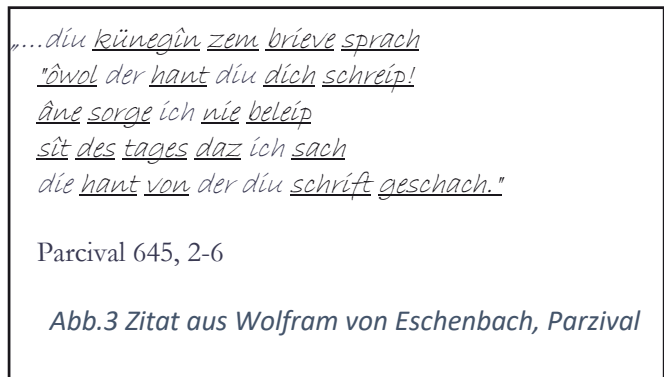 „...diu künegîn zem brieve sprach
"ôwol der hant diu dich schreip!
âne sorge ich nie beleip
sît des tages daz ich sach
die hant von der diu schrift geschach."
Parcival 645, 2-6
Abb.3 Zitat aus Wolfram von Eschenbach, Parzival